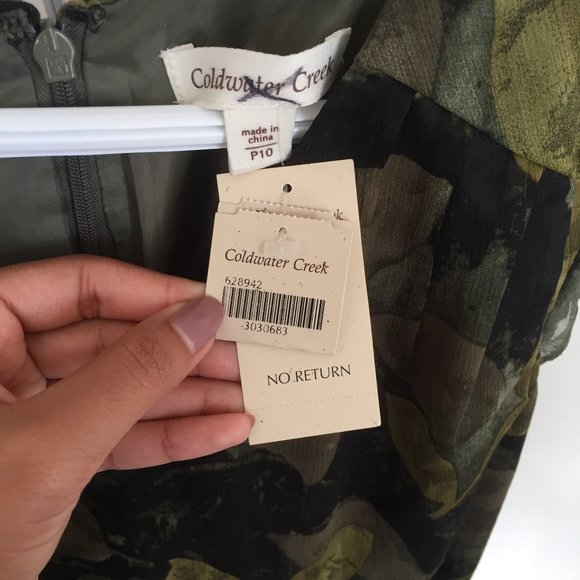 Coldwater Creek
made in
china
P10
k
Coldwater Creek
628942
3030683
NO RETURN